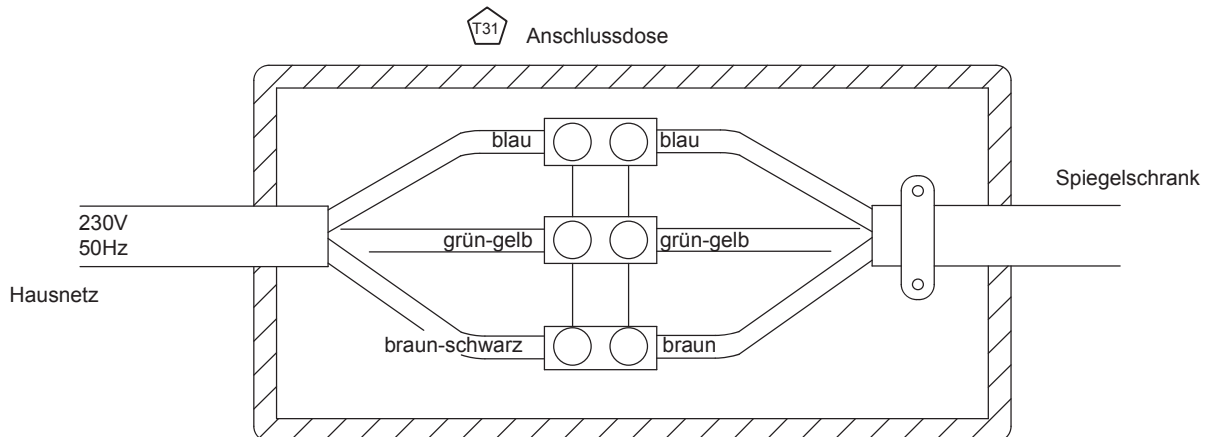 T31
Anschlussdose
blau blau
Spiegelschrank
230V
50Hz
grün-gelb grün-gelb
Hausnetz
braun-schwarz braun